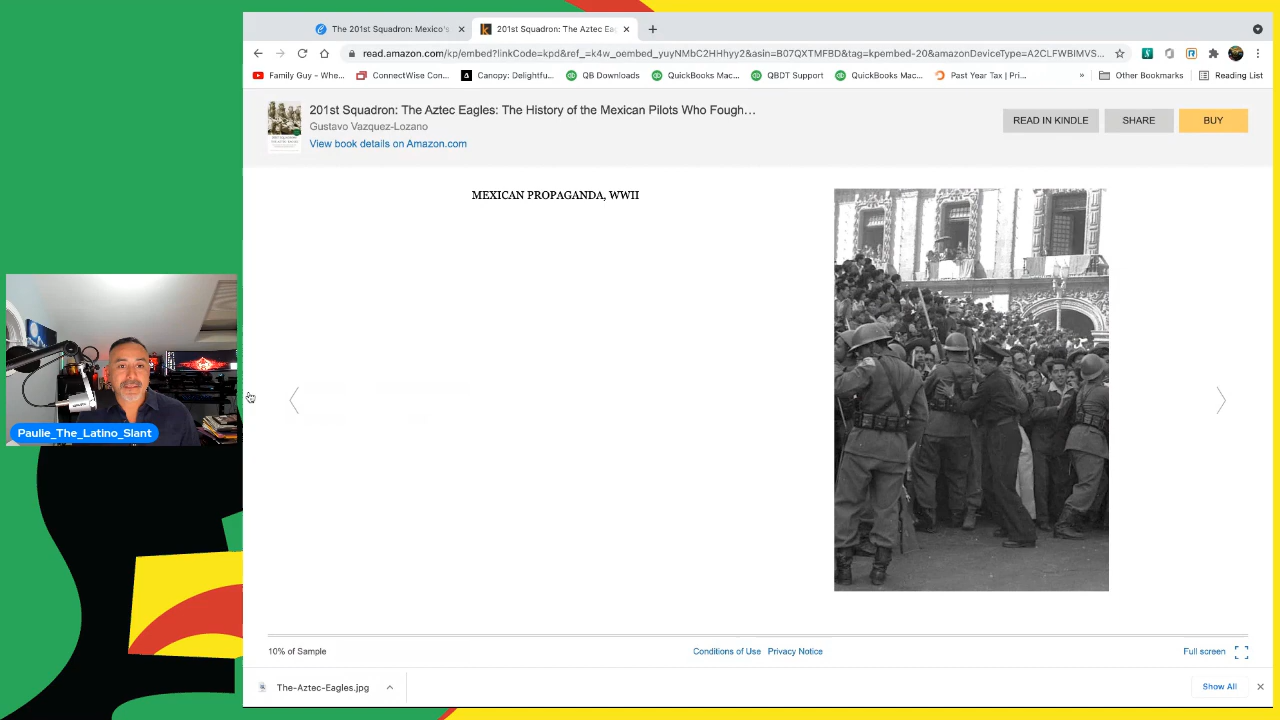 The 201st Squadron: Mexico's
201st Squadron: The Aztec Ea
read.amazon.com/kp/embed?linkCode=kpd&ref_=k4w_oembed_yuyNMbC2HHyy2&asin=B07QXTMFBD&tag=kpembed-20&amazonDeviceType=A2CLFWBIMVS...
Family Guy – Whe...
ConnectWise Con...
Canopy: Delightfu...
QB Downloads
QuickBooks Mac...
QBDT Support
QuickBooks Mac...
Past Year Tax | Pri...
»
Other Bookmarks
Reading List
201st Squadron: The Aztec Eagles: The History of the Mexican Pilots Who Fough...
Gustavo Vazquez-Lozano
View book details on Amazon.com
READ IN KINDLE
SHARE
BUY
MEXICAN PROPAGANDA, WWII
Paulie_The_Latino_Slant
10% of Sample
Conditions of Use
Privacy Notice
Full screen
The-Aztec-Eagles.jpg
Show All